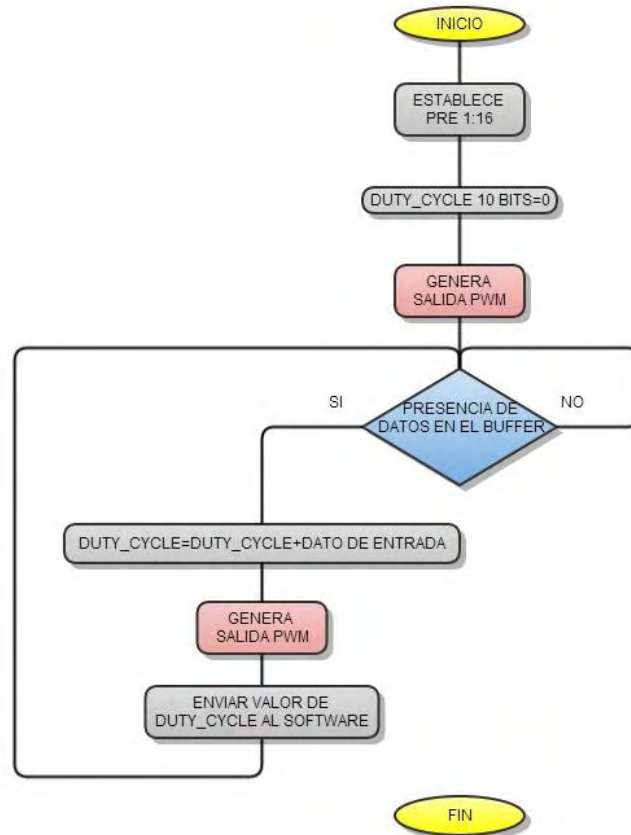 INICIO
ESTABLECE
PRE 1:16
DUTY_CYCLE 10 BITS=0
GENERA
SALIDA PWM
SI
PRESENCIA DE
DATOS EN EL BUFFER
NO
DUTY_CYCLE=DUTY_CYCLE+DATO DE ENTRADA
GENERA
SALIDA PWM
ENVIAR VALOR DE
DUTY_CYCLE AL SOFTWARE
FIN